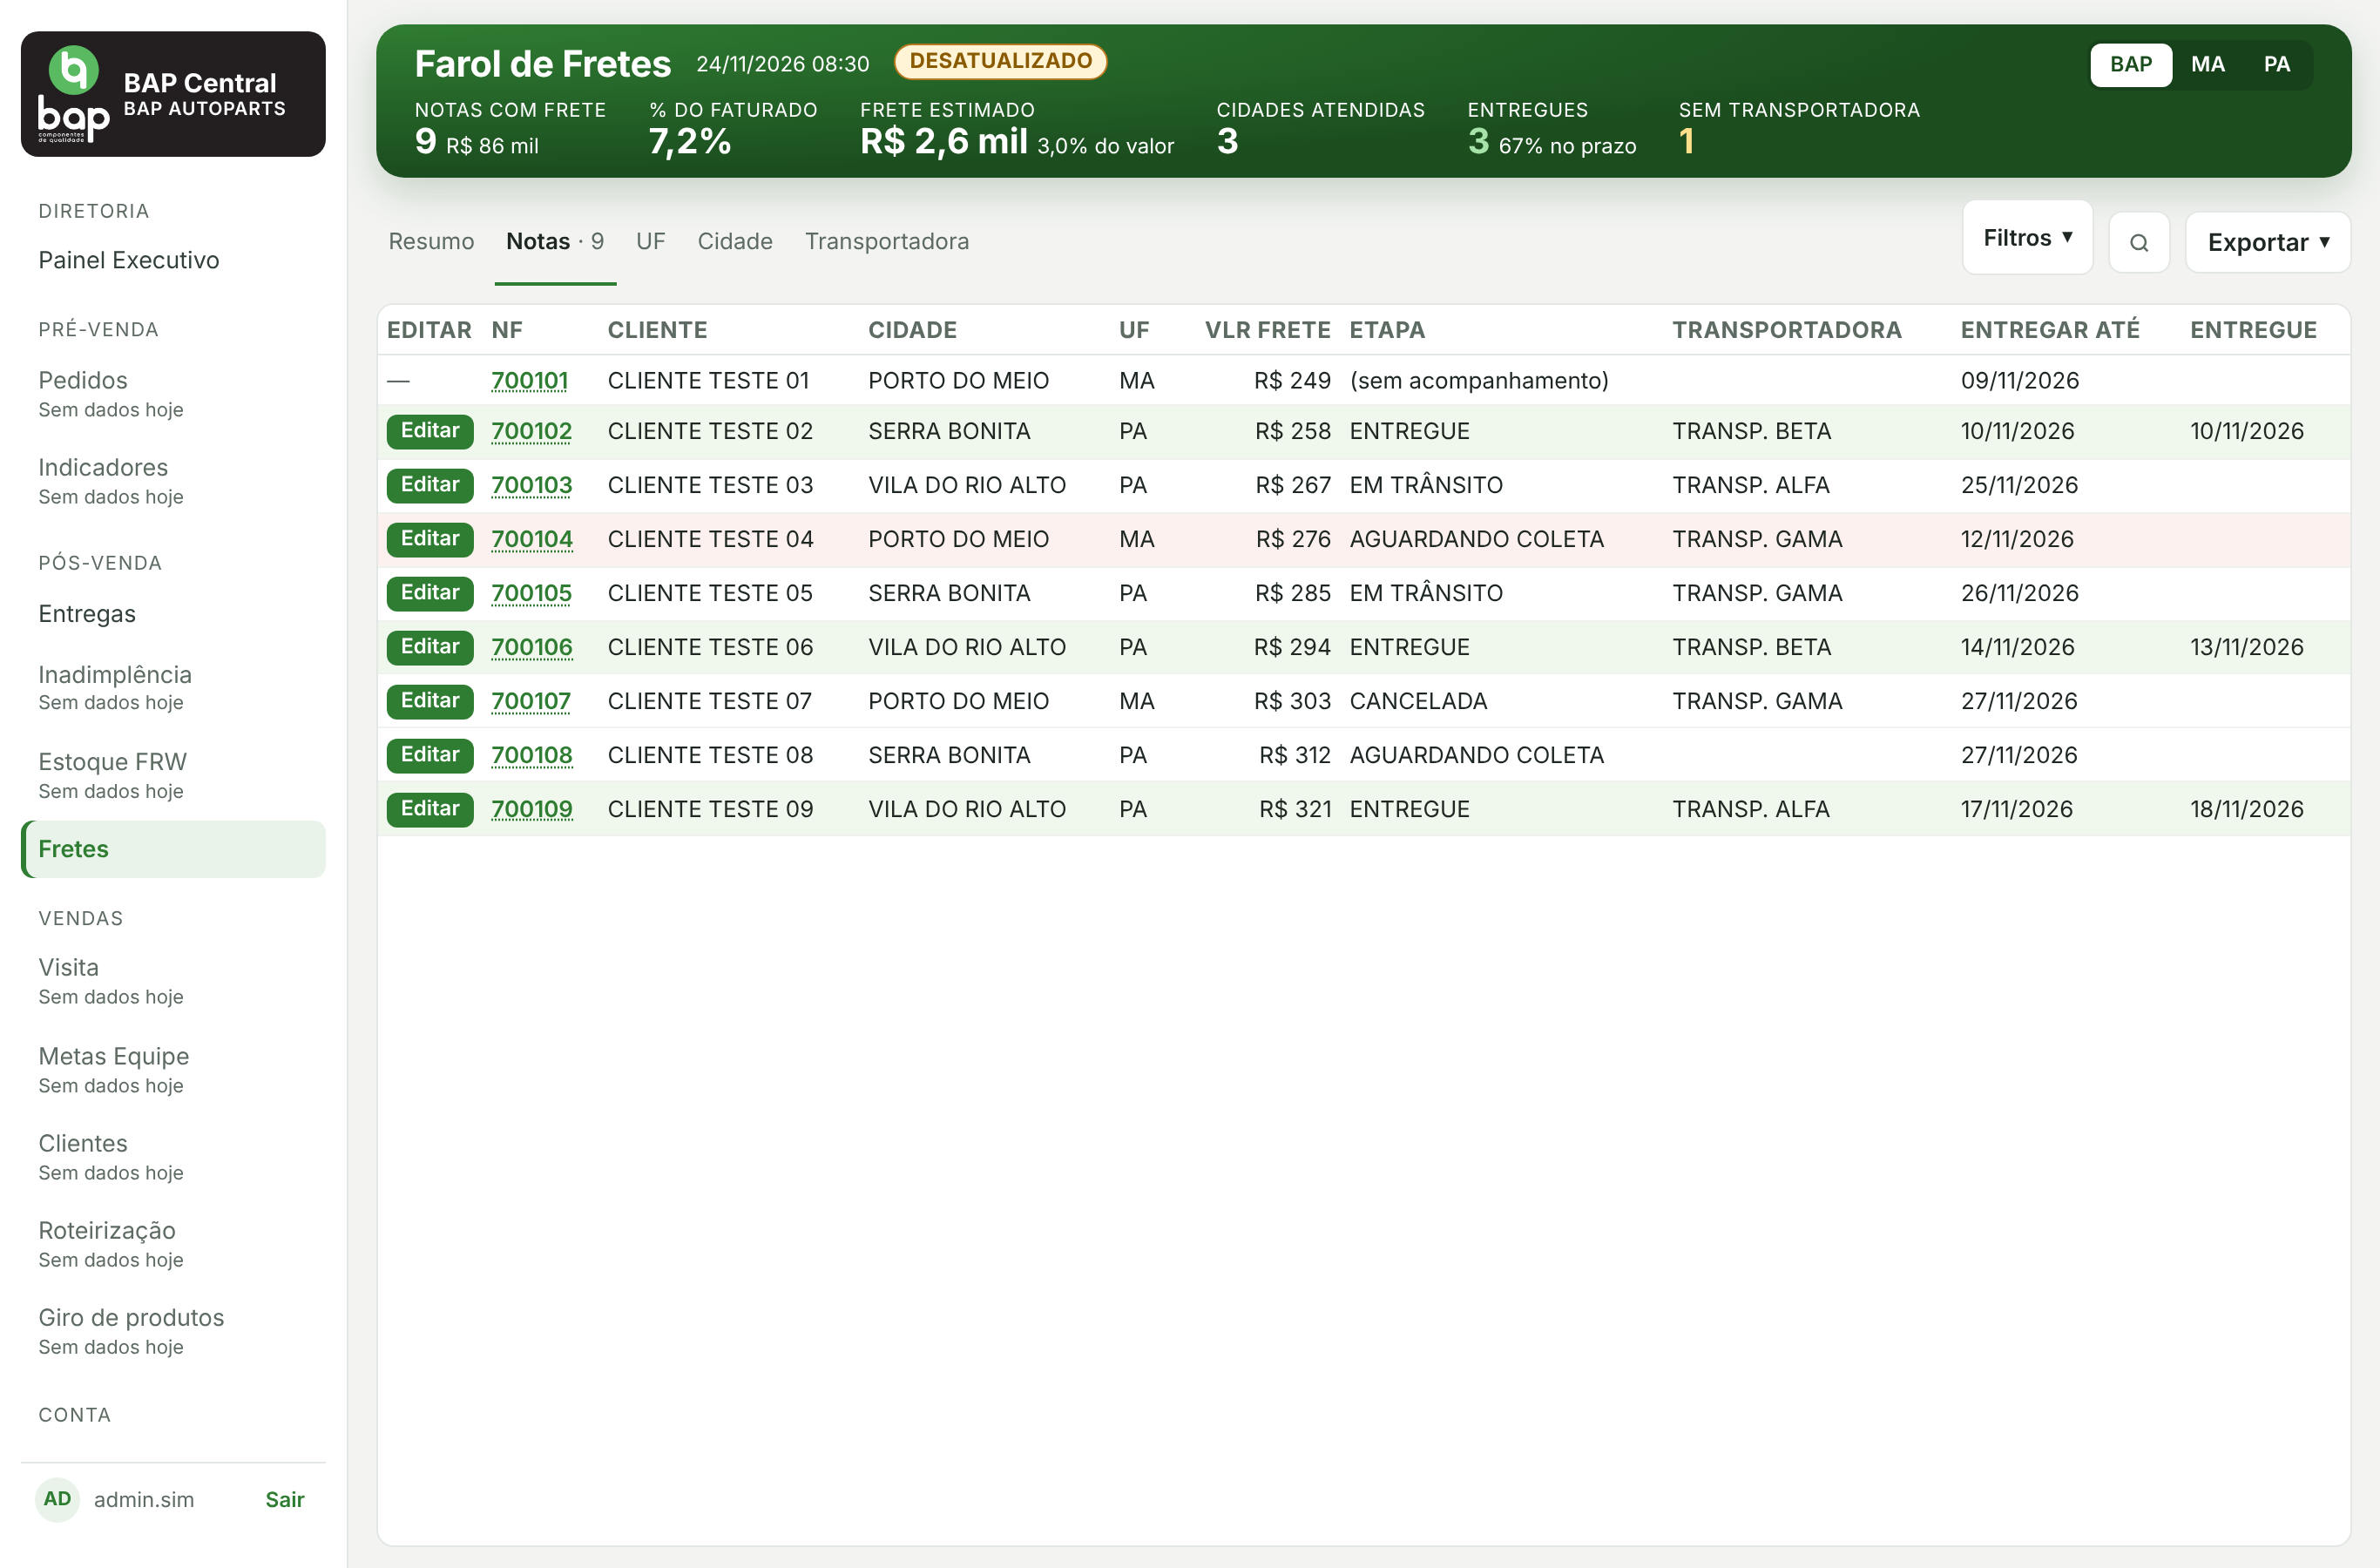 bap
componentes
de qualidade
BAP Central
BAP AUTOPARTS
DIRETORIA
Painel Executivo
PRÉ-VENDA
Pedidos
Sem dados hoje
Indicadores
Sem dados hoje
PÓS-VENDA
Entregas
Inadimplência
Sem dados hoje
Estoque FRW
Sem dados hoje
Fretes
VENDAS
Visita
Sem dados hoje
Metas Equipe
Sem dados hoje
Clientes
Sem dados hoje
Roteirização
Sem dados hoje
Giro de produtos
Sem dados hoje
CONTA
AD admin.sim Sair
Farol de Fretes 24/11/2026 08:30 DESATUALIZADO BAP MA PA
NOTAS COM FRETE % DO FATURADO FRETE ESTIMADO CIDADES ATENDIDAS ENTREGUES SEM TRANSPORTADORA
9 R$ 86 mil 7,2% R$ 2,6 mil 3,0% do valor 3 3 67% no prazo 1
Resumo Notas · 9 UF Cidade Transportadora Filtros ▾ Exportar ▾
EDITAR NF CLIENTE CIDADE UF VLR FRETE ETAPA TRANSPORTADORA ENTREGAR ATÉ ENTREGUE
— 700101 CLIENTE TESTE 01 PORTO DO MEIO MA R$ 249 (sem acompanhamento) 09/11/2026
Editar 700102 CLIENTE TESTE 02 SERRA BONITA PA R$ 258 ENTREGUE TRANSP. BETA 10/11/2026 10/11/2026
Editar 700103 CLIENTE TESTE 03 VILA DO RIO ALTO PA R$ 267 EM TRÂNSITO TRANSP. ALFA 25/11/2026
Editar 700104 CLIENTE TESTE 04 PORTO DO MEIO MA R$ 276 AGUARDANDO COLETA TRANSP. GAMA 12/11/2026
Editar 700105 CLIENTE TESTE 05 SERRA BONITA PA R$ 285 EM TRÂNSITO TRANSP. GAMA 26/11/2026
Editar 700106 CLIENTE TESTE 06 VILA DO RIO ALTO PA R$ 294 ENTREGUE TRANSP. BETA 14/11/2026 13/11/2026
Editar 700107 CLIENTE TESTE 07 PORTO DO MEIO MA R$ 303 CANCELADA TRANSP. GAMA 27/11/2026
Editar 700108 CLIENTE TESTE 08 SERRA BONITA PA R$ 312 AGUARDANDO COLETA 27/11/2026
Editar 700109 CLIENTE TESTE 09 VILA DO RIO ALTO PA R$ 321 ENTREGUE TRANSP. ALFA 17/11/2026 18/11/2026